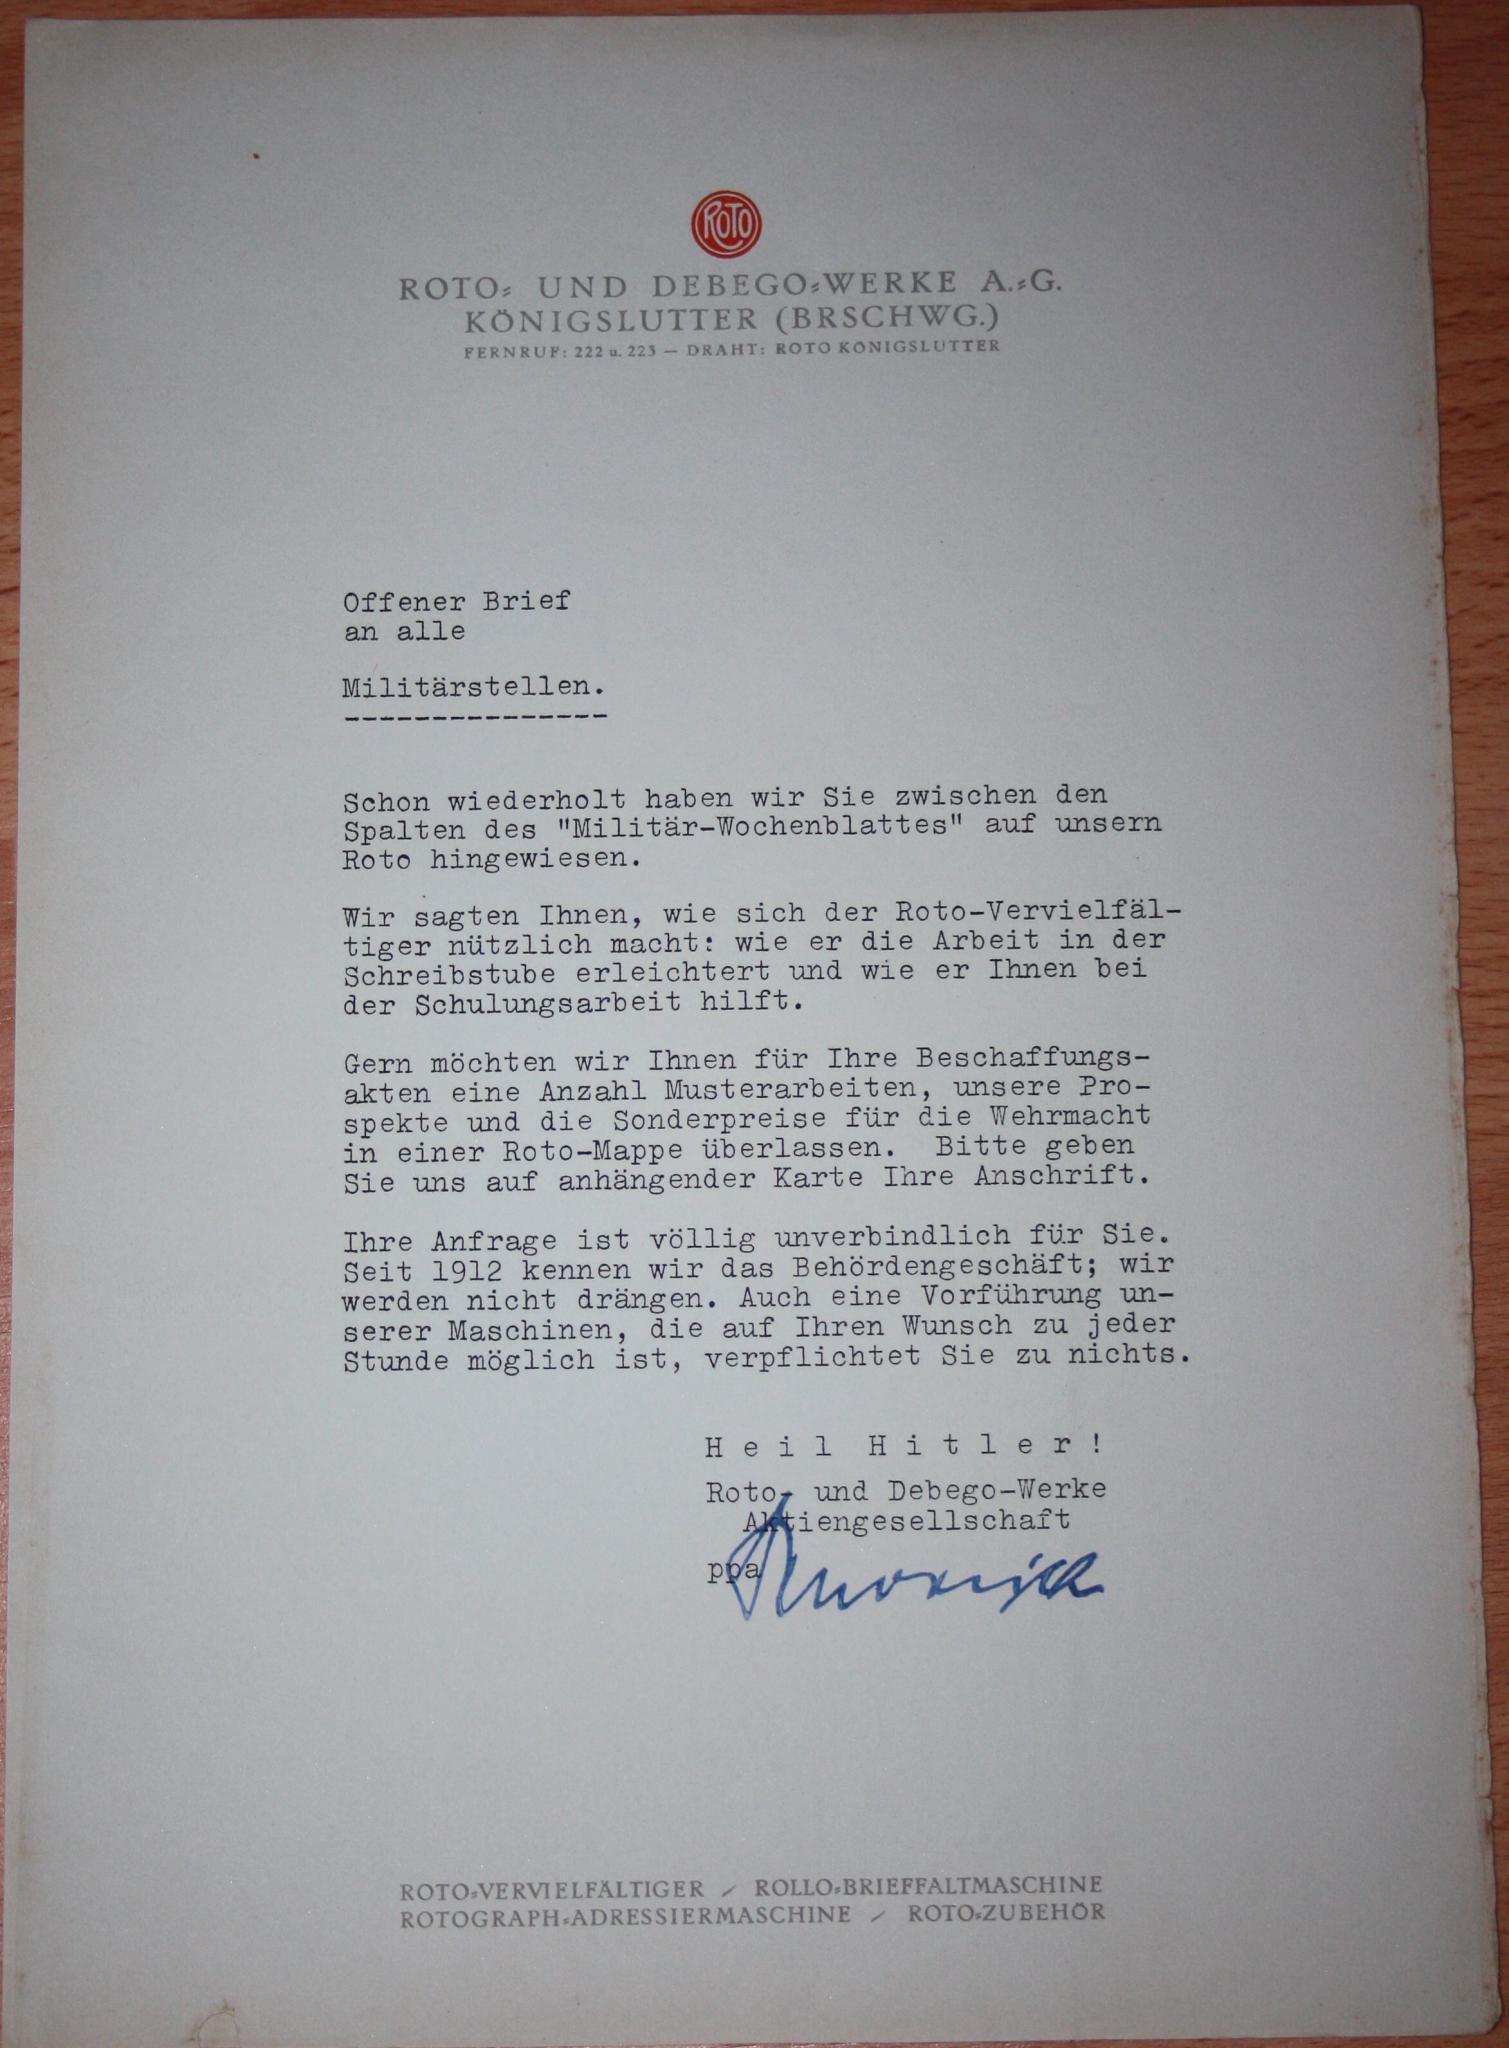 ROTO
ROTO- UND DEBEGO-WERKE A.-G.
KÖNIGSLUTTER (BRSCHWG.)
FERNRUF: 222 u. 223 — DRAHT: ROTO KÖNIGSLUTTER
Offener Brief
an alle
Militärstellen.
---------------
Schon wiederholt haben wir Sie zwischen den
Spalten des "Militär-Wochenblattes" auf unsern
Roto hingewiesen.
Wir sagten Ihnen, wie sich der Roto-Vervielfäl-
tiger nützlich macht: wie er die Arbeit in der
Schreibstube erleichtert und wie er Ihnen bei
der Schulungsarbeit hilft.
Gern möchten wir Ihnen für Ihre Beschaffungs-
akten eine Anzahl Musterarbeiten, unsere Pro-
spekte und die Sonderpreise für die Wehrmacht
in einer Roto-Mappe überlassen. Bitte geben
Sie uns auf anhängender Karte Ihre Anschrift.
Ihre Anfrage ist völlig unverbindlich für Sie.
Seit 1912 kennen wir das Behördengeschäft; wir
werden nicht drängen. Auch eine Vorführung un-
serer Maschinen, die auf Ihren Wunsch zu jeder
Stunde möglich ist, verpflichtet Sie zu nichts.
H e i l  H i t l e r !
Roto- und Debego-Werke
Aktiengesellschaft
ppa
ROTO-VERVIELFÄLTIGER / ROLLO-BRIEFFALTMASCHINE
ROTOGRAPH-ADRESSIERMASCHINE / ROTO-ZUBEHÖR